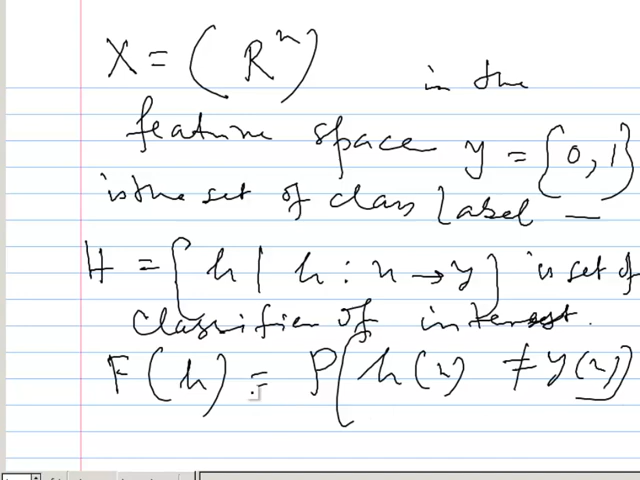 X = (R^n) in the
feature space y = {0, 1}
is the set of class label —
H = {h | h : x → y} is set of
classifier of interest.
F(h) = P(h(x) ≠ y(x))